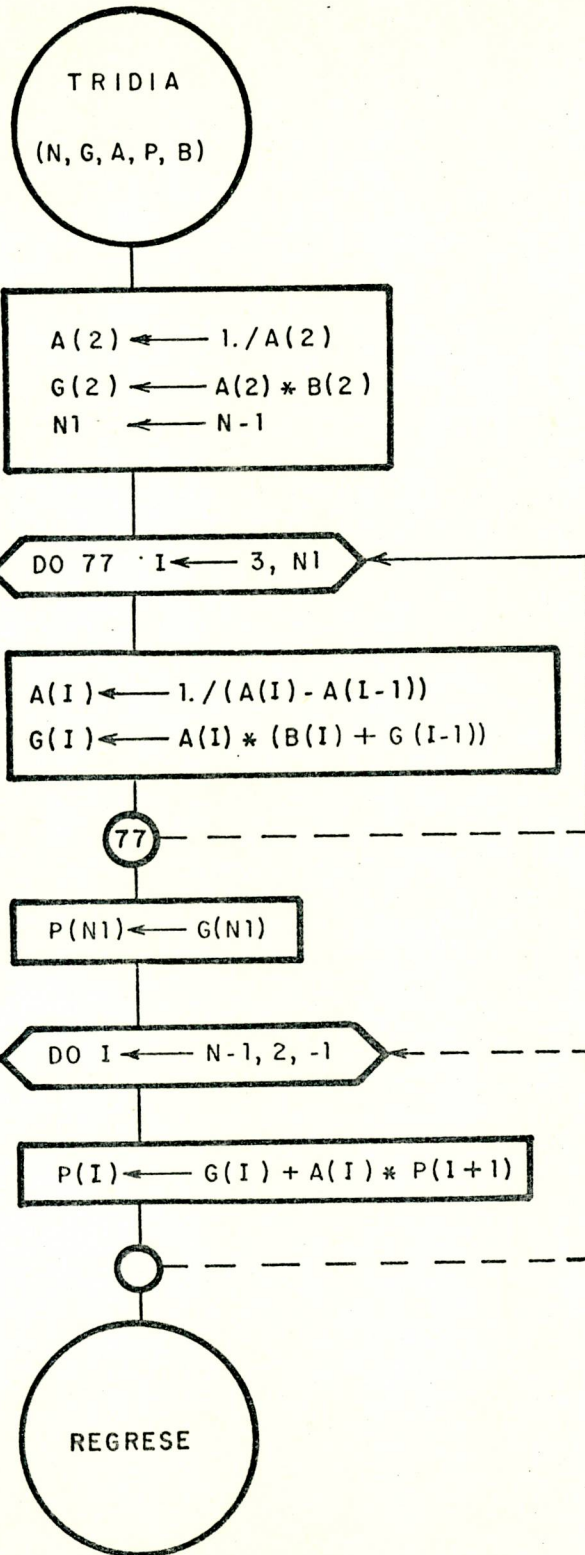 TRIDIA
(N, G, A, P, B)
A(2) ← 1./A(2)
G(2) ← A(2) * B(2)
N1 ← N-1
DO 77 I ← 3, N1
A(I) ← 1./(A(I)-A(I-1))
G(I) ← A(I) * (B(I) + G(I-1))
77
P(N1) ← G(N1)
DO I ← N-1, 2, -1
P(I) ← G(I) + A(I) * P(I+1)
REGRESE